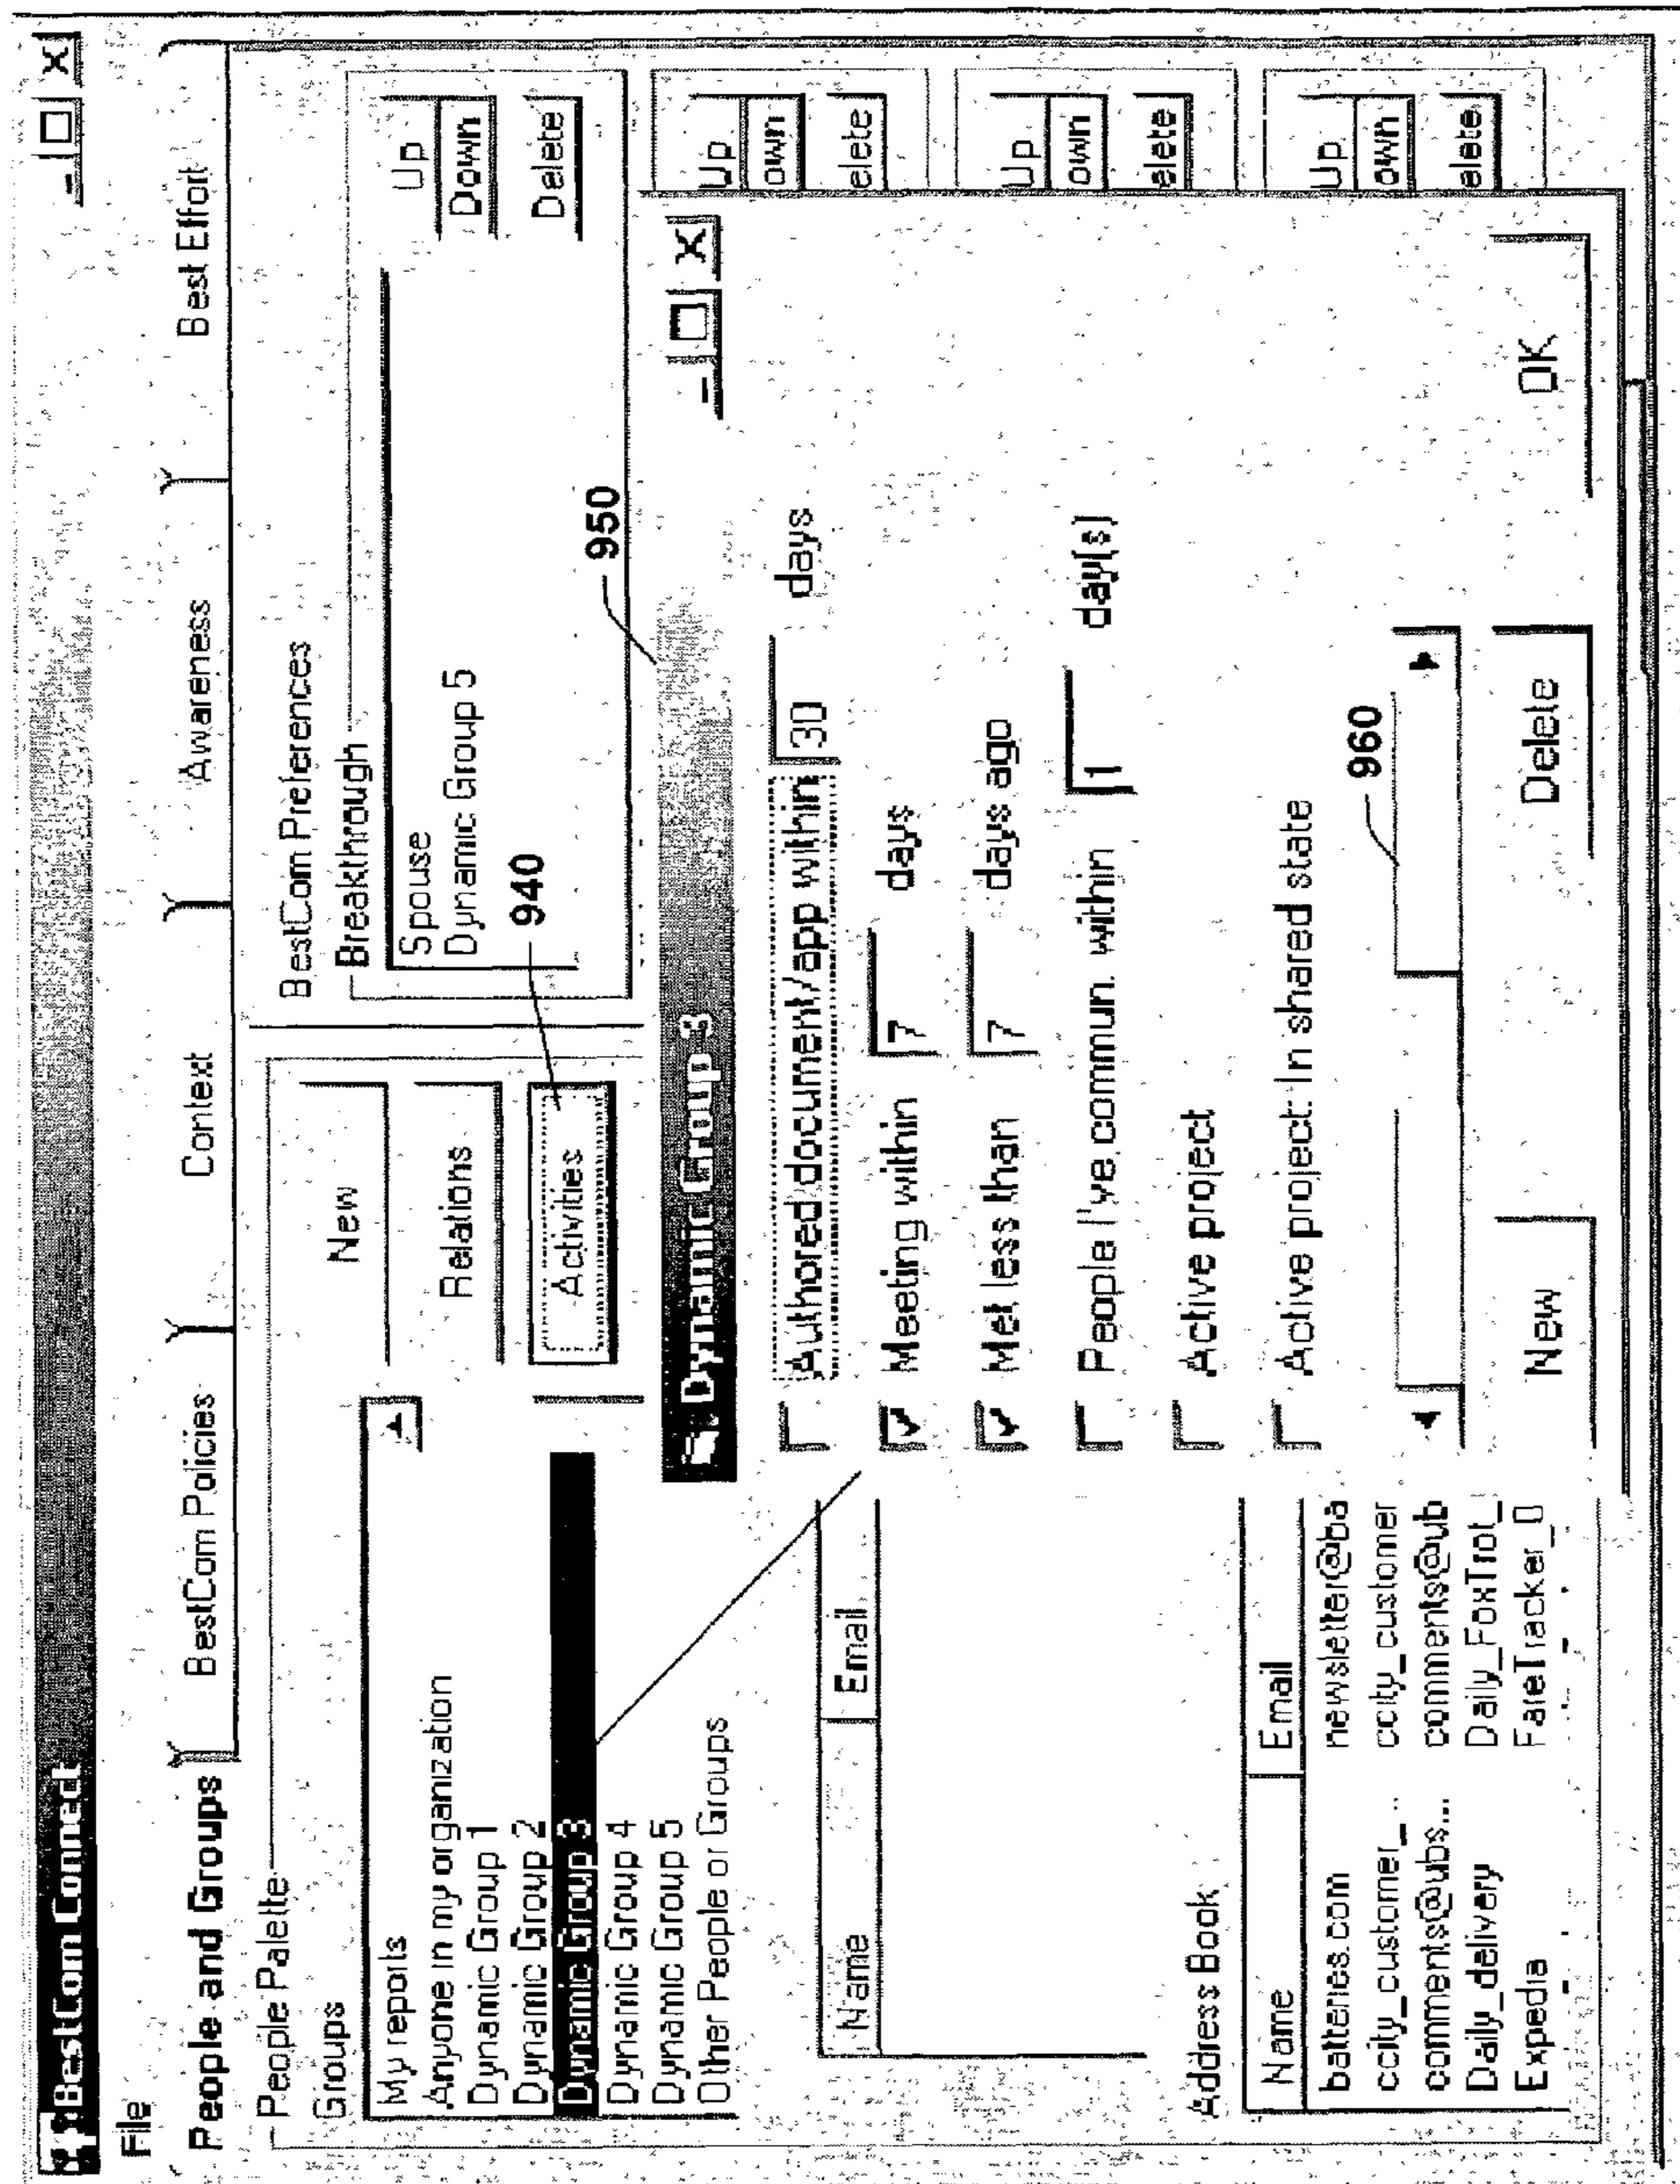 BestCom Connect
File
People and Groups
BestCom Policies
Context
Awareness
Best Effort
People Palette
Groups
My reports
Anyone in my organization
Dynamic Group 1
Dynamic Group 2
Dynamic Group 3
Dynamic Group 4
Dynamic Group 5
Other People or Groups
New
Relations
Activities
940
Name Email
Address Book
Name Email
batteries.com newsletter@ba
ccity_customer_... ccity_customer
comments@ubs... comments@ub
Daily_delivery Daily_FoxTrot_
Expedia FareTracker_0
BestCom Preferences
Breakthrough
Spouse
Dynamic Group 5
Up
Down
Delete
950
Up
own
elete
Up
own
elete
Up
own
elete
Dynamic Group 3
Authored document/app within 30 days
Meeting within 7 days
Met less than 7 days ago
People I've commun. within 1 day(s)
Active project
Active project: In shared state
960
New Delete OK